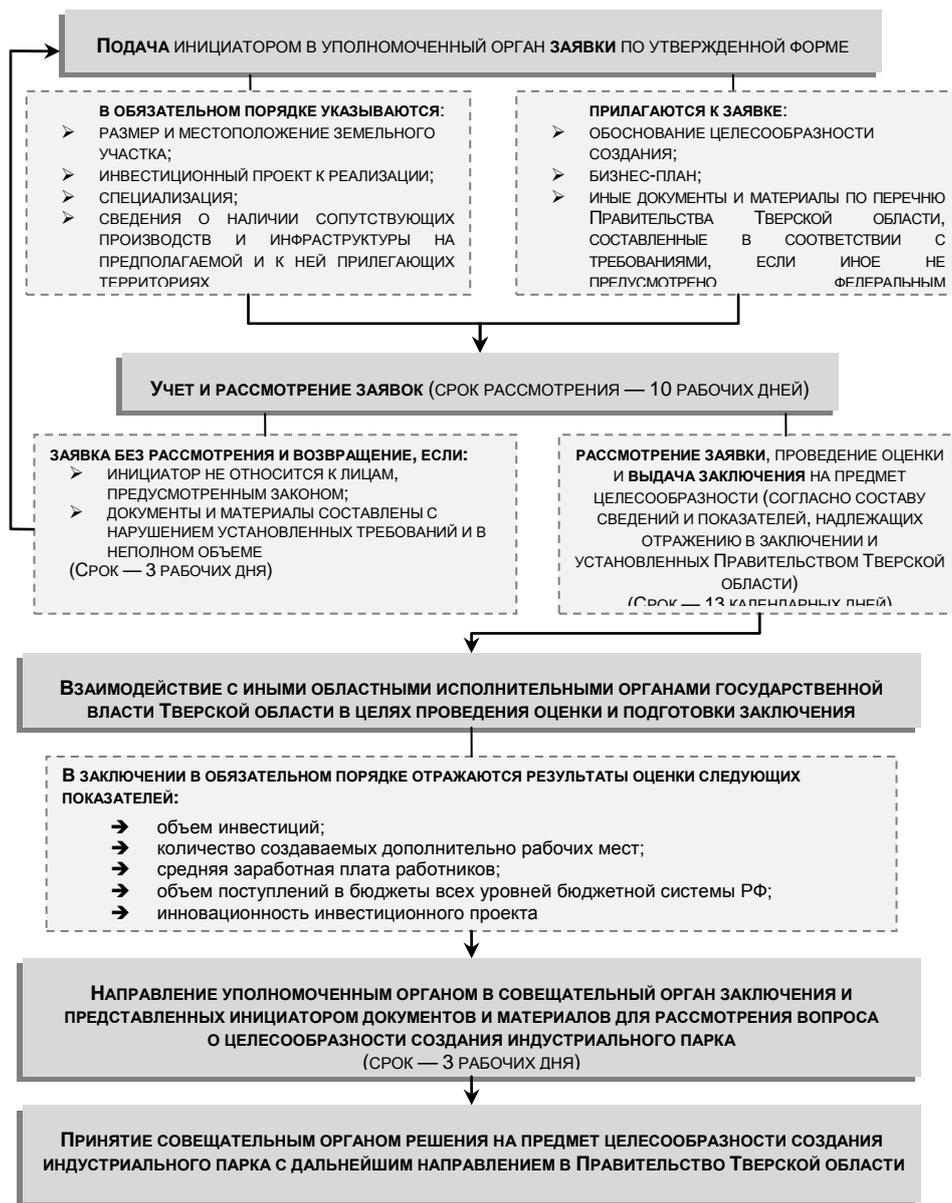 Подача инициатором в уполномоченный орган заявки по утвержденной форме
В обязательном порядке указываются:
➢ размер и местоположение земельного
участка;
➢ инвестиционный проект к реализации;
➢ специализация;
➢ сведения о наличии сопутствующих
производств и инфраструктуры на
предполагаемой и к ней прилегающих
территориях
Прилагаются к заявке:
➢ обоснование целесообразности
создания;
➢ бизнес-план;
➢ иные документы и материалы по перечню
Правительства Тверской области,
составленные в соответствии с
требованиями, если иное не
предусмотрено федеральным
Учет и рассмотрение заявок (срок рассмотрения — 10 рабочих дней)
Заявка без рассмотрения и возвращение, если:
➢ инициатор не относится к лицам,
предусмотренным законом;
➢ документы и материалы составлены с
нарушением установленных требований и в
неполном объеме
(Срок — 3 рабочих дня)
Рассмотрение заявки, проведение оценки
и выдача заключения на предмет
целесообразности (согласно составу
сведений и показателей, надлежащих
отражению в заключении и
установленных Правительством Тверской
области)
(Срок — 13 календарных дней)
Взаимодействие с иными областными исполнительными органами государственной
власти Тверской области в целях проведения оценки и подготовки заключения
В заключении в обязательном порядке отражаются результаты оценки следующих
показателей:
➔ объем инвестиций;
➔ количество создаваемых дополнительно рабочих мест;
➔ средняя заработная плата работников;
➔ объем поступлений в бюджеты всех уровней бюджетной системы РФ;
➔ инновационность инвестиционного проекта
Направление уполномоченным органом в совещательный орган заключения и
представленных инициатором документов и материалов для рассмотрения вопроса
о целесообразности создания индустриального парка
(срок — 3 рабочих дня)
Принятие совещательным органом решения на предмет целесообразности создания
индустриального парка с дальнейшим направлением в Правительство Тверской области